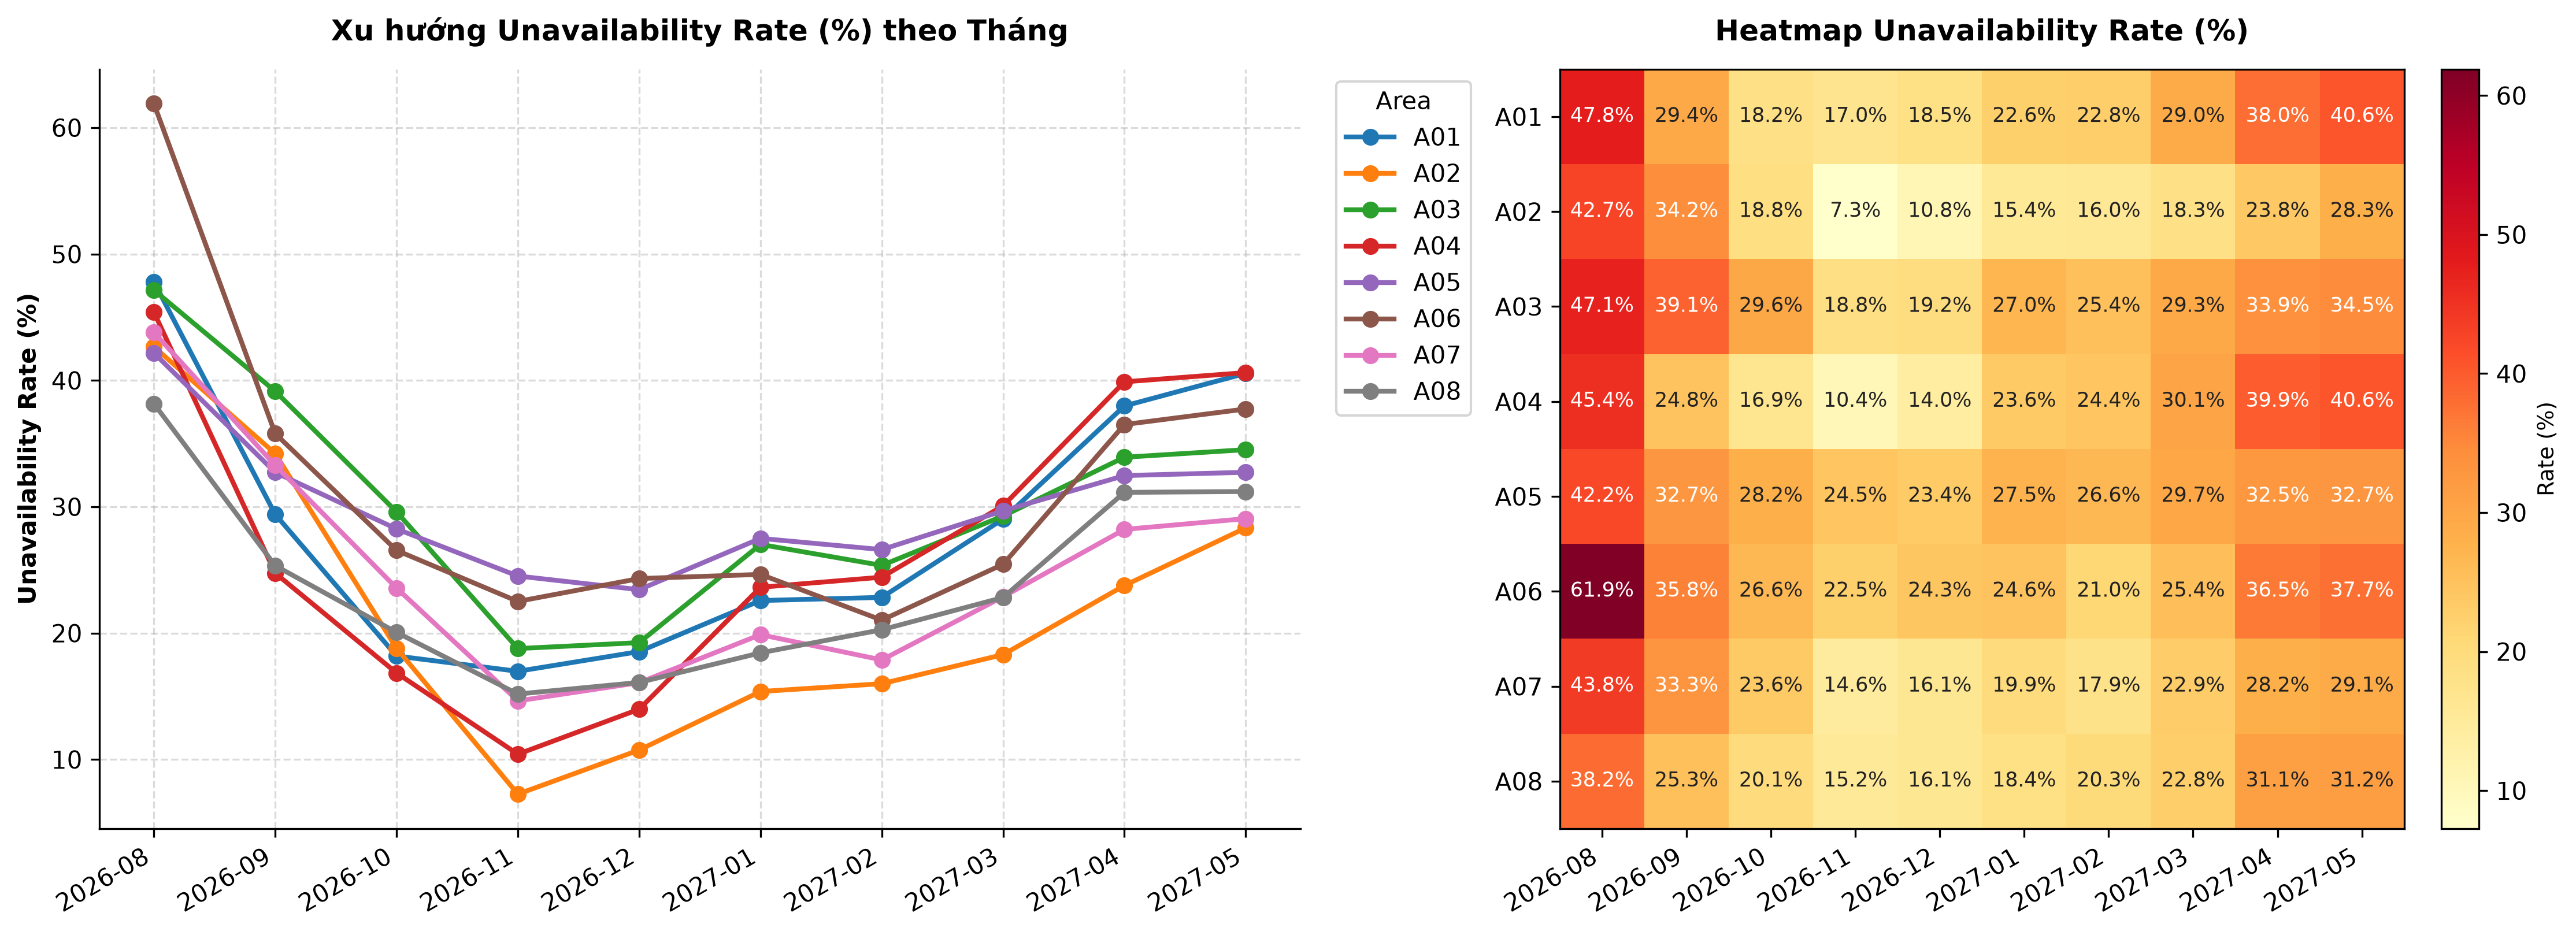 Xu hướng Unavailability Rate (%) theo Tháng
Unavailability Rate (%)
60
50
40
30
20
10
2026-08
2026-09
2026-10
2026-11
2026-12
2027-01
2027-02
2027-03
2027-04
2027-05
Area
A01
A02
A03
A04
A05
A06
A07
A08
Heatmap Unavailability Rate (%)
A01 47.8% 29.4% 18.2% 17.0% 18.5% 22.6% 22.8% 29.0% 38.0% 40.6%
A02 42.7% 34.2% 18.8% 7.3% 10.8% 15.4% 16.0% 18.3% 23.8% 28.3%
A03 47.1% 39.1% 29.6% 18.8% 19.2% 27.0% 25.4% 29.3% 33.9% 34.5%
A04 45.4% 24.8% 16.9% 10.4% 14.0% 23.6% 24.4% 30.1% 39.9% 40.6%
A05 42.2% 32.7% 28.2% 24.5% 23.4% 27.5% 26.6% 29.7% 32.5% 32.7%
A06 61.9% 35.8% 26.6% 22.5% 24.3% 24.6% 21.0% 25.4% 36.5% 37.7%
A07 43.8% 33.3% 23.6% 14.6% 16.1% 19.9% 17.9% 22.9% 28.2% 29.1%
A08 38.2% 25.3% 20.1% 15.2% 16.1% 18.4% 20.3% 22.8% 31.1% 31.2%
2026-08
2026-09
2026-10
2026-11
2026-12
2027-01
2027-02
2027-03
2027-04
2027-05
60
50
40
30
20
10
Rate (%)